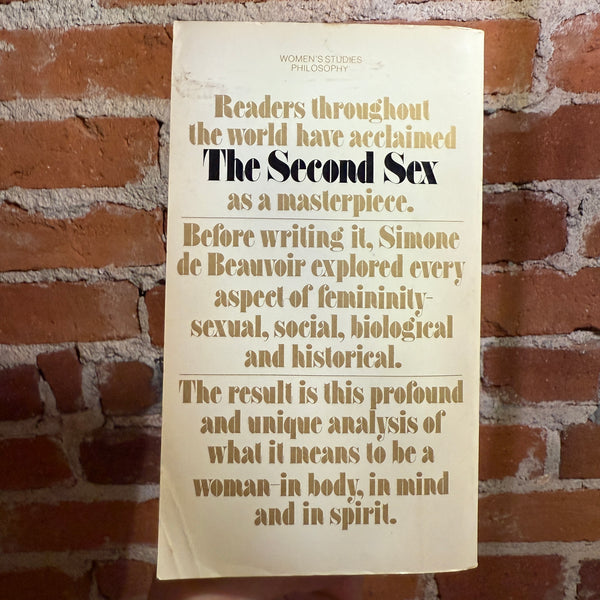 WOMEN'S STUDIES
PHILOSOPHY
Readers throughout
the world have acclaimed
The Second Sex
as a masterpiece.
Before writing it, Simone
de Beauvoir explored every
aspect of femininity–
sexual, social, biological
and historical.
The result is this profound
and unique analysis of
what it means to be a
woman–in body, in mind
and in spirit.